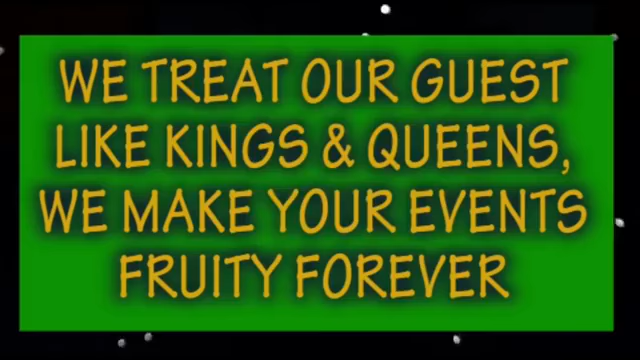 WE TREAT OUR GUEST
LIKE KINGS & QUEENS,
WE MAKE YOUR EVENTS
FRUITY FOREVER